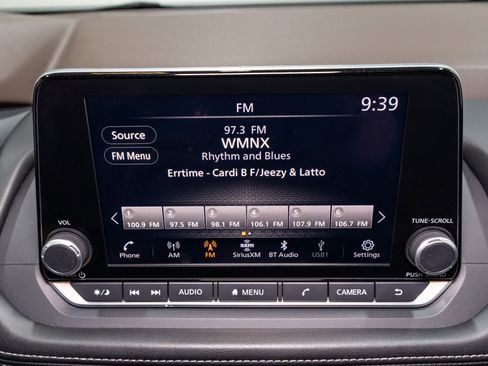 FM
9:39
Source
97.3 FM
WMNX
FM Menu
Rhythm and Blues
Errtime - Cardi B F/Jeezy & Latto
1 2 3 4 5 6
100.9 FM 97.5 FM 98.1 FM 106.1 FM 107.9 FM 106.7 FM
VOL
TUNE·SCROLL
sxm
Phone AM FM SiriusXM BT Audio USB1 Settings
PUSH SOUND
AUDIO MENU CAMERA